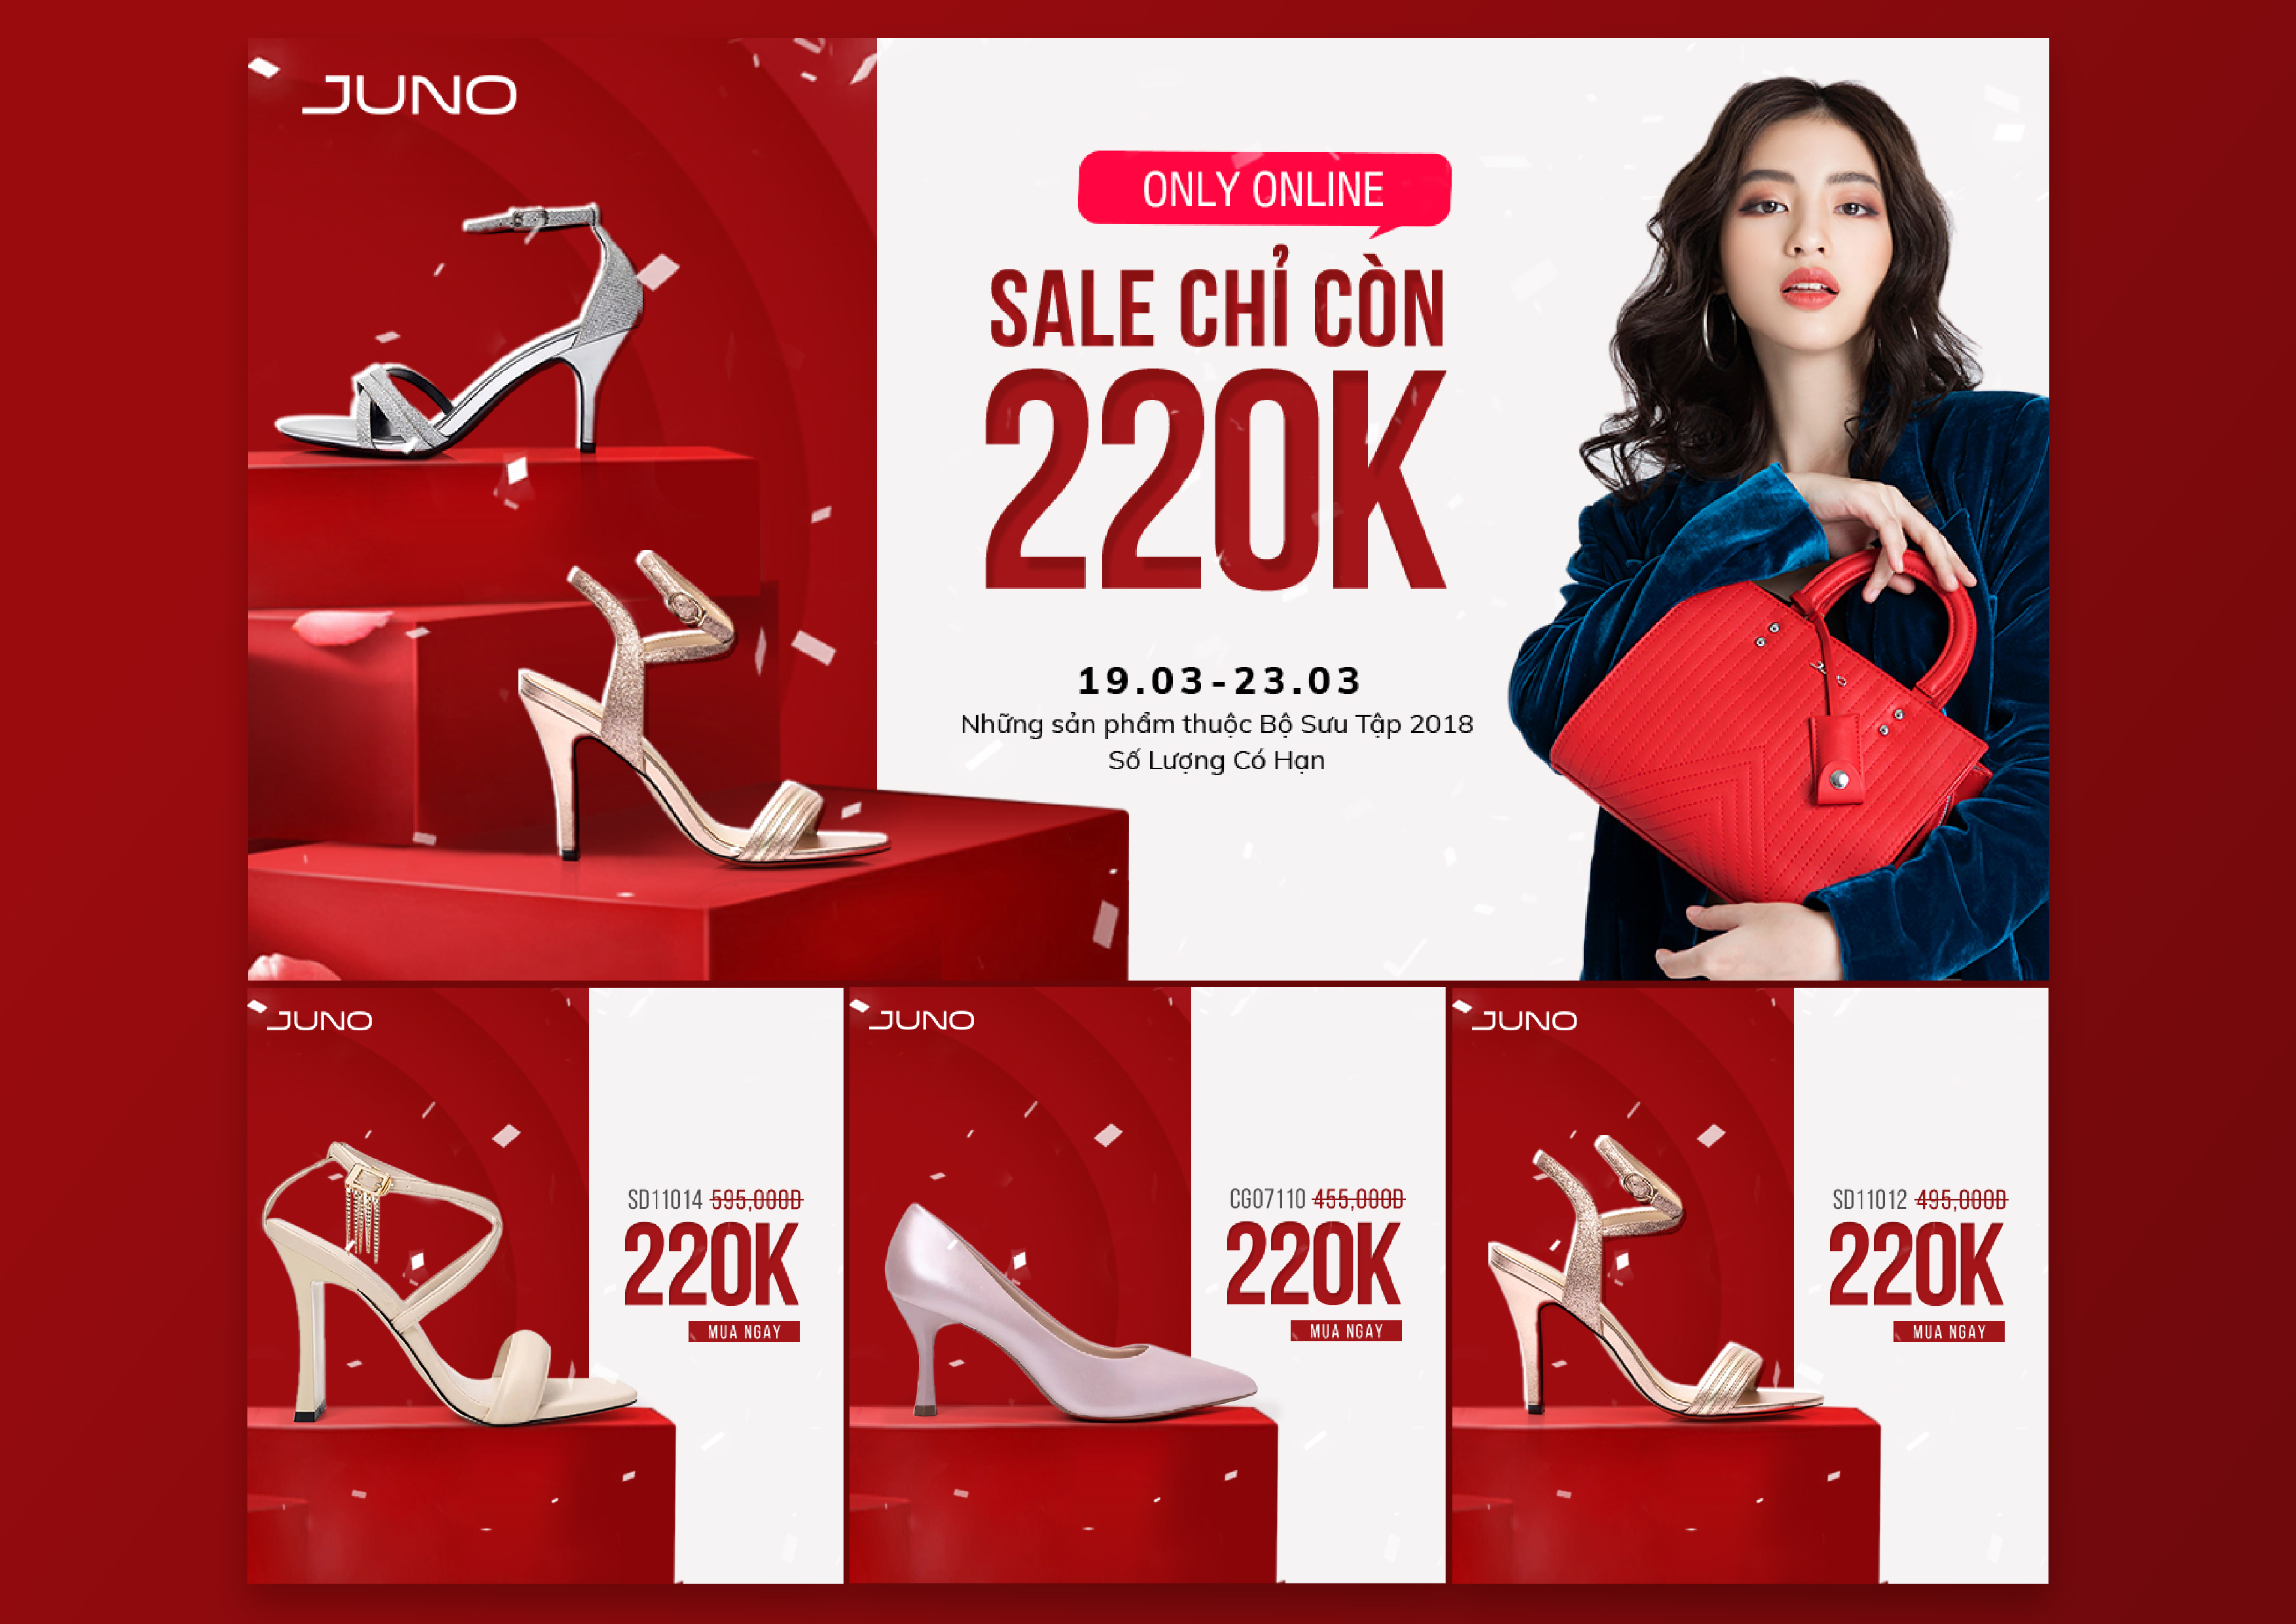 JUNO
ONLY ONLINE
SALE CHỈ CÒN
220K
19.03-23.03
Những sản phẩm thuộc Bộ Sưu Tập 2018
Số Lượng Có Hạn
JUNO
SD11014 595,000Đ
220K
MUA NGAY
JUNO
CG07110 455,000Đ
220K
MUA NGAY
JUNO
SD11012 495,000Đ
220K
MUA NGAY